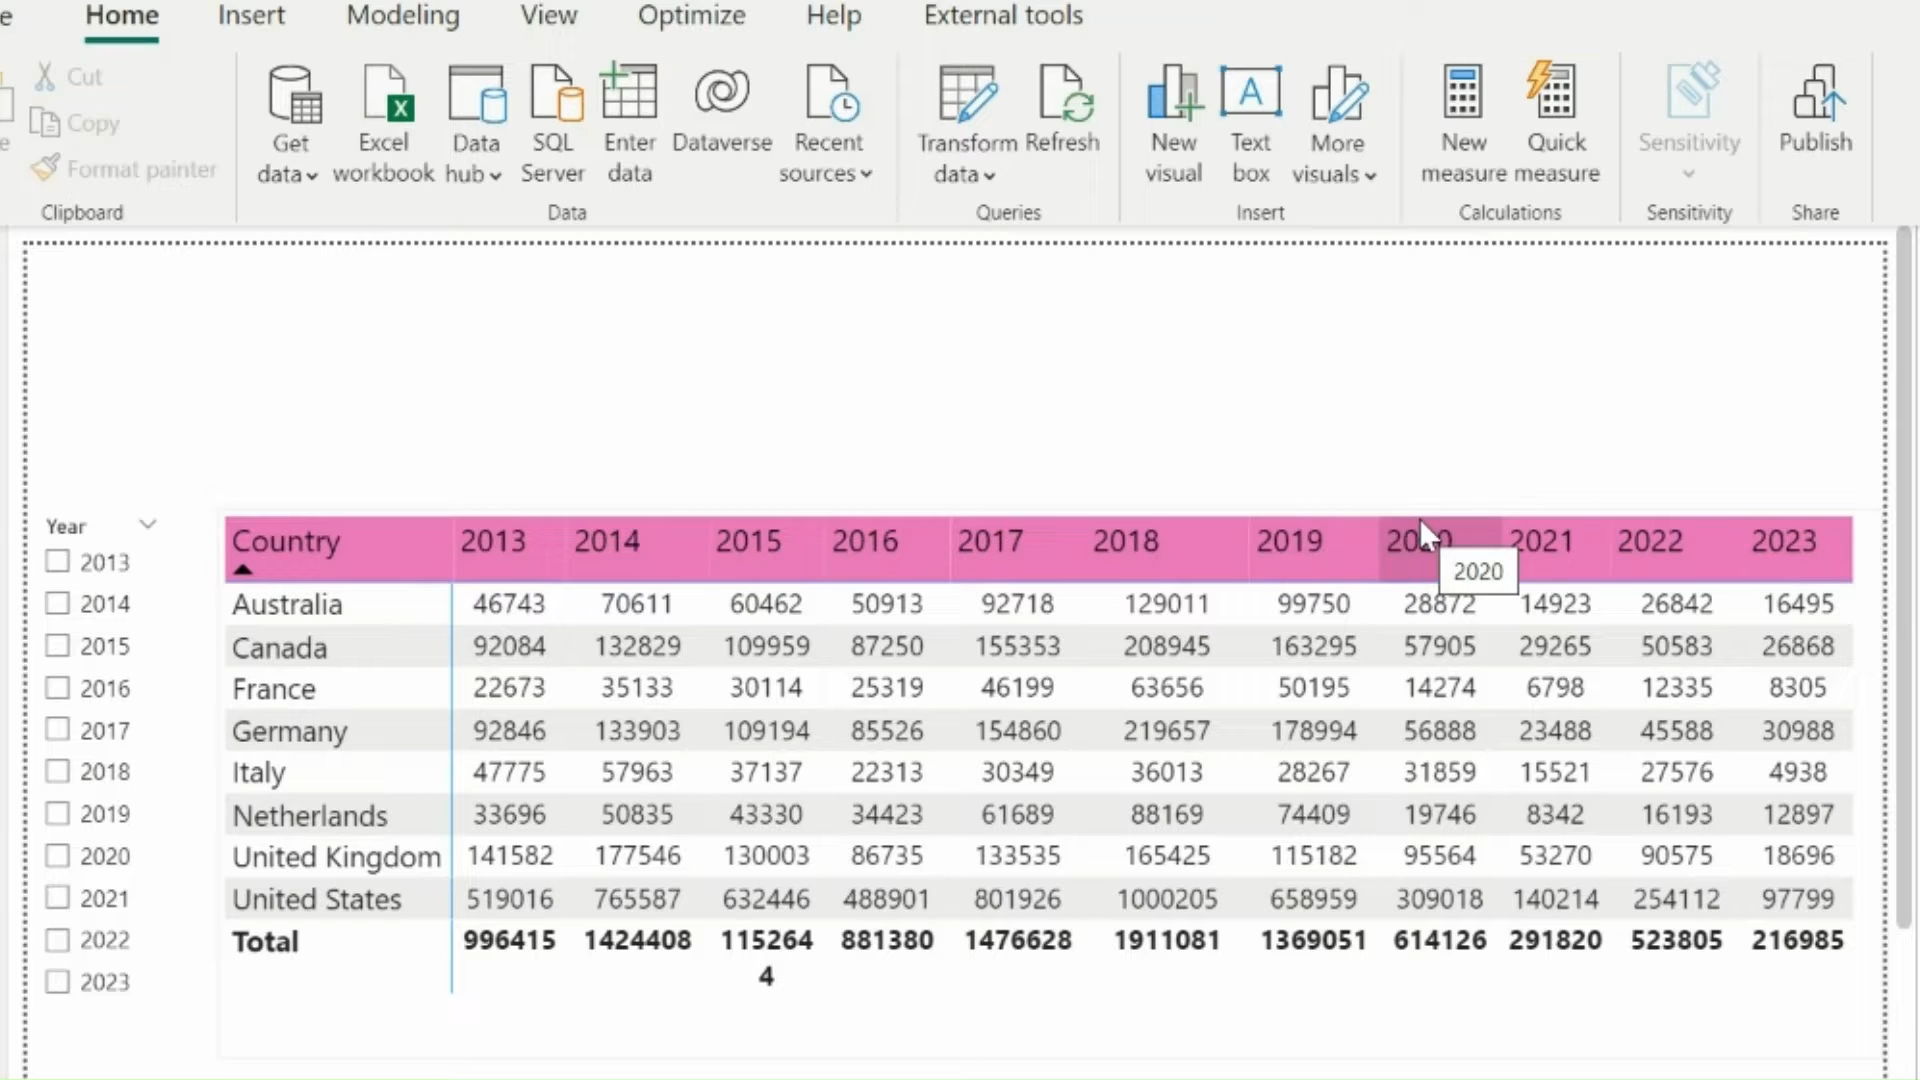 Home Insert Modeling View Optimize Help External tools
Cut
Copy
Format painter
Clipboard
Get data
Excel workbook
Data hub
SQL Server
Enter data
Dataverse
Recent sources
Data
Transform data
Refresh
Queries
New visual
Text box
More visuals
Insert
New measure
Quick measure
Calculations
Sensitivity
Sensitivity
Publish
Share
Year
2013
2014
2015
2016
2017
2018
2019
2020
2021
2022
2023
Country 2013 2014 2015 2016 2017 2018 2019 2020 2021 2022 2023
2020
Australia 46743 70611 60462 50913 92718 129011 99750 28872 14923 26842 16495
Canada 92084 132829 109959 87250 155353 208945 163295 57905 29265 50583 26868
France 22673 35133 30114 25319 46199 63656 50195 14274 6798 12335 8305
Germany 92846 133903 109194 85526 154860 219657 178994 56888 23488 45588 30988
Italy 47775 57963 37137 22313 30349 36013 28267 31859 15521 27576 4938
Netherlands 33696 50835 43330 34423 61689 88169 74409 19746 8342 16193 12897
United Kingdom 141582 177546 130003 86735 133535 165425 115182 95564 53270 90575 18696
United States 519016 765587 632446 488901 801926 1000205 658959 309018 140214 254112 97799
Total 996415 1424408 115264 881380 1476628 1911081 1369051 614126 291820 523805 216985
4